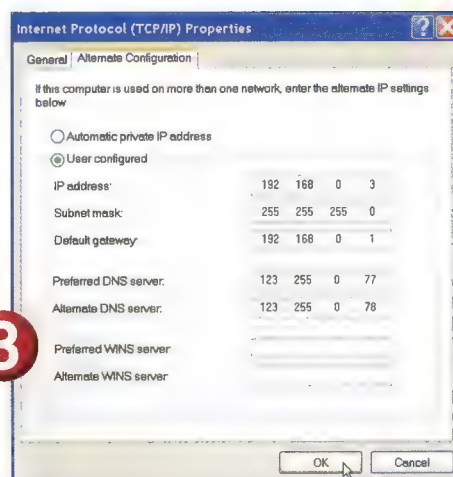 Internet Protocol (TCP/IP) Properties
General Alternate Configuration
If this computer is used on more than one network, enter the alternate IP settings
below
Automatic private IP address
User configured
IP address: 192 168 0 3
Subnet mask: 255 255 255 0
Default gateway: 192 168 0 1
Preferred DNS server: 123 255 0 77
Alternate DNS server: 123 255 0 78
3
Preferred WINS server
Alternate WINS server
OK Cancel